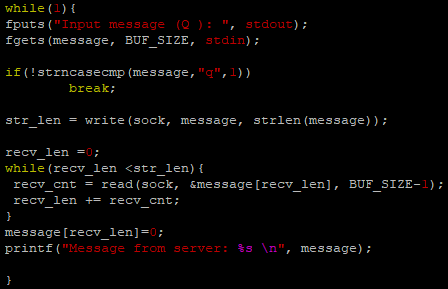 while(1){
fputs("Input message (Q ): ", stdout);
fgets(message, BUF_SIZE, stdin);
if(!strncasecmp(message,"q",1))
break;
str_len = write(sock, message, strlen(message));
recv_len =0;
while(recv_len <str_len){
recv_cnt = read(sock, &message[recv_len], BUF_SIZE-1);
recv_len += recv_cnt;
}
message[recv_len]=0;
printf("Message from server: %s \n", message);
}